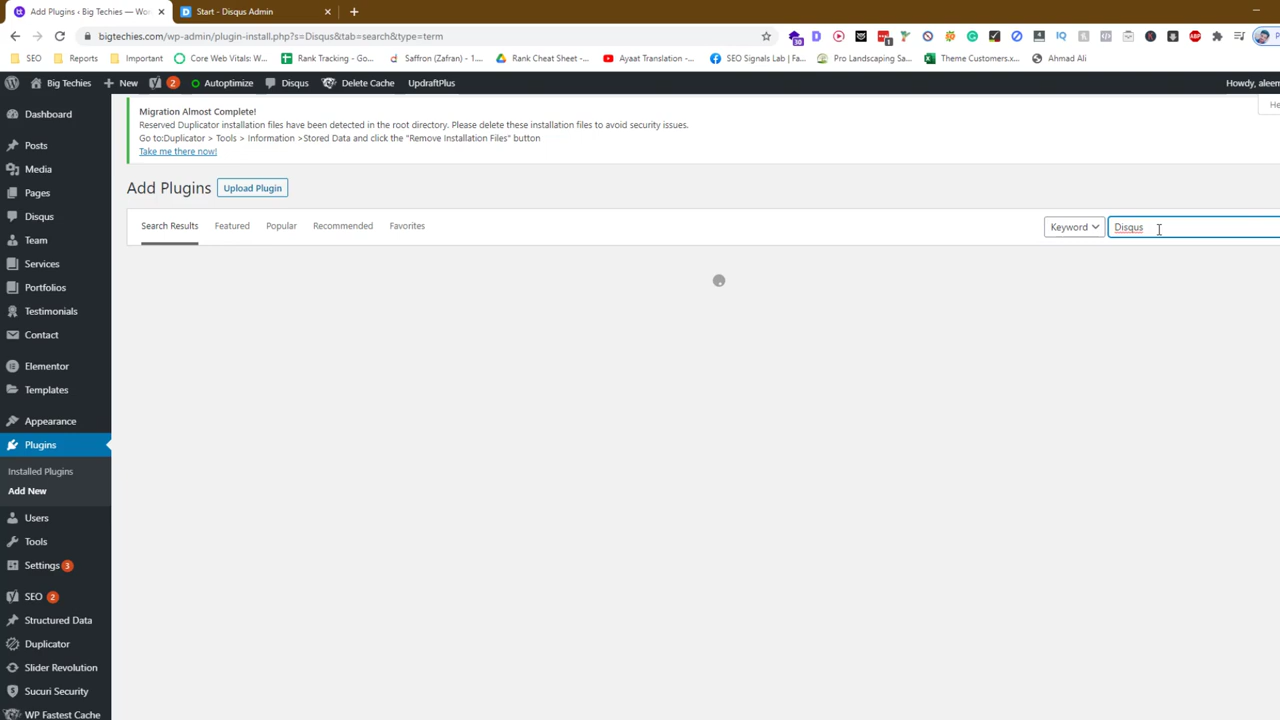 Add Plugins ‹ Big Techies — Wo
Start - Disqus Admin
bigtechies.com/wp-admin/plugin-install.php?s=Disqus&tab=search&type=term
SEO
Reports
Important
Core Web Vitals: W...
Rank Tracking - Go...
Saffron (Zafran) - 1....
Rank Cheat Sheet -...
Ayaat Translation -...
SEO Signals Lab | Fa...
Pro Landscaping Sa...
Theme Customers.x...
Ahmad Ali
Big Techies
New
2
Autoptimize
Disqus
Delete Cache
UpdraftPlus
Howdy, aleem
Dashboard
Posts
Media
Pages
Disqus
Team
Services
Portfolios
Testimonials
Contact
Elementor
Templates
Appearance
Plugins
Installed Plugins
Add New
Users
Tools
Settings 3
SEO 2
Structured Data
Duplicator
Slider Revolution
Sucuri Security
WP Fastest Cache
He
Migration Almost Complete!
Reserved Duplicator installation files have been detected in the root directory. Please delete these installation files to avoid security issues.
Go to:Duplicator > Tools > Information >Stored Data and click the "Remove Installation Files" button
Take me there now!
Add Plugins
Upload Plugin
Search Results
Featured
Popular
Recommended
Favorites
Keyword
Disqus